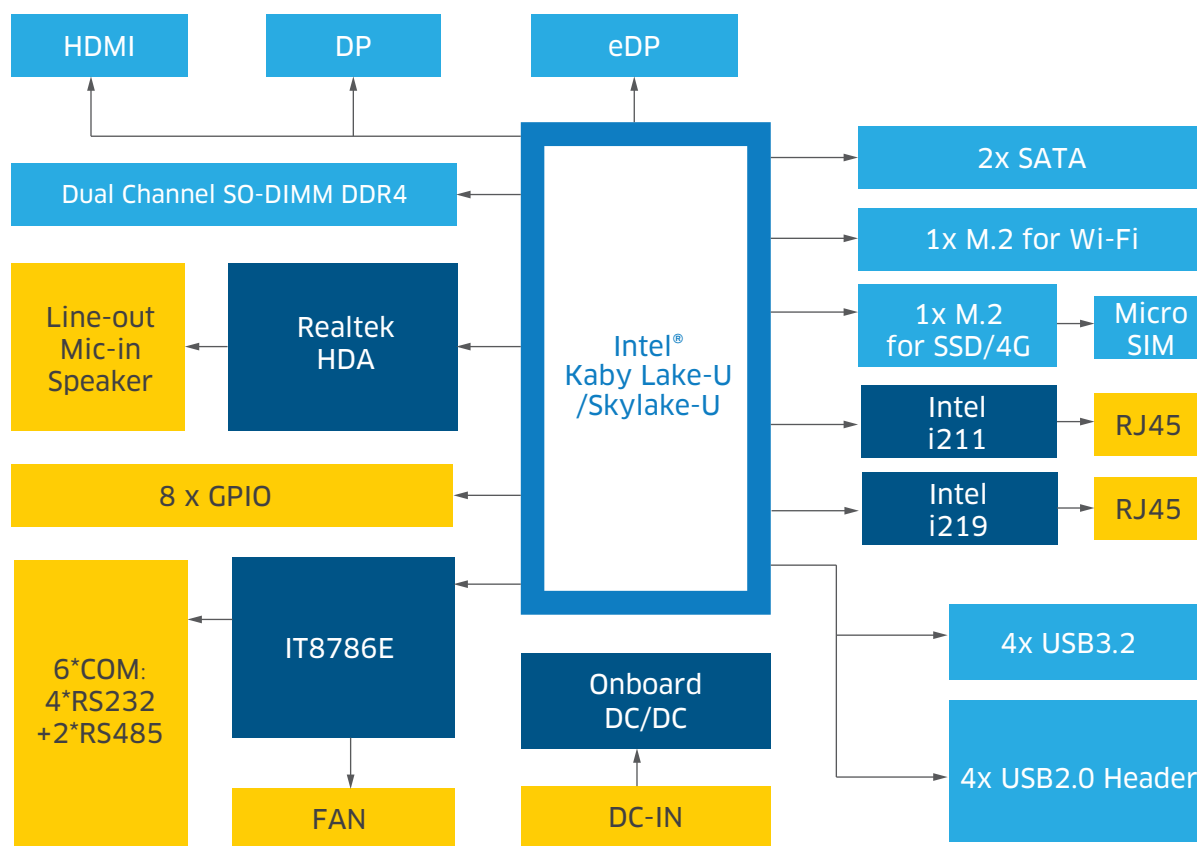 HDMI
DP
eDP
2x SATA
Dual Channel SO-DIMM DDR4
1x M.2 for Wi-Fi
Line-out
Mic-in
Speaker
Realtek
HDA
Intel®
Kaby Lake-U
/Skylake-U
1x M.2
for SSD/4G
Micro
SIM
Intel
i211
RJ45
8 x GPIO
Intel
i219
RJ45
6*COM:
4*RS232
+2*RS485
IT8786E
Onboard
DC/DC
4x USB3.2
4x USB2.0 Header
FAN
DC-IN